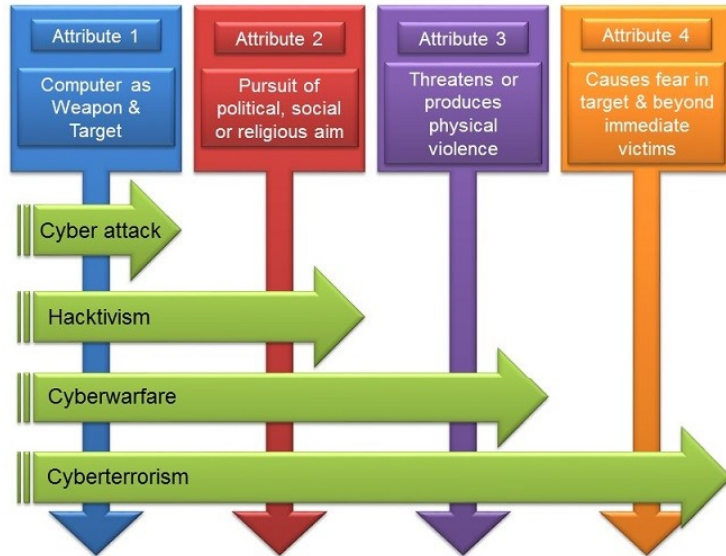 Attribute 1
Computer as
Weapon &
Target
Attribute 2
Pursuit of
political, social
or religious aim
Attribute 3
Threatens or
produces
physical
violence
Attribute 4
Causes fear in
target & beyond
immediate
victims
Cyber attack
Hacktivism
Cyberwarfare
Cyberterrorism